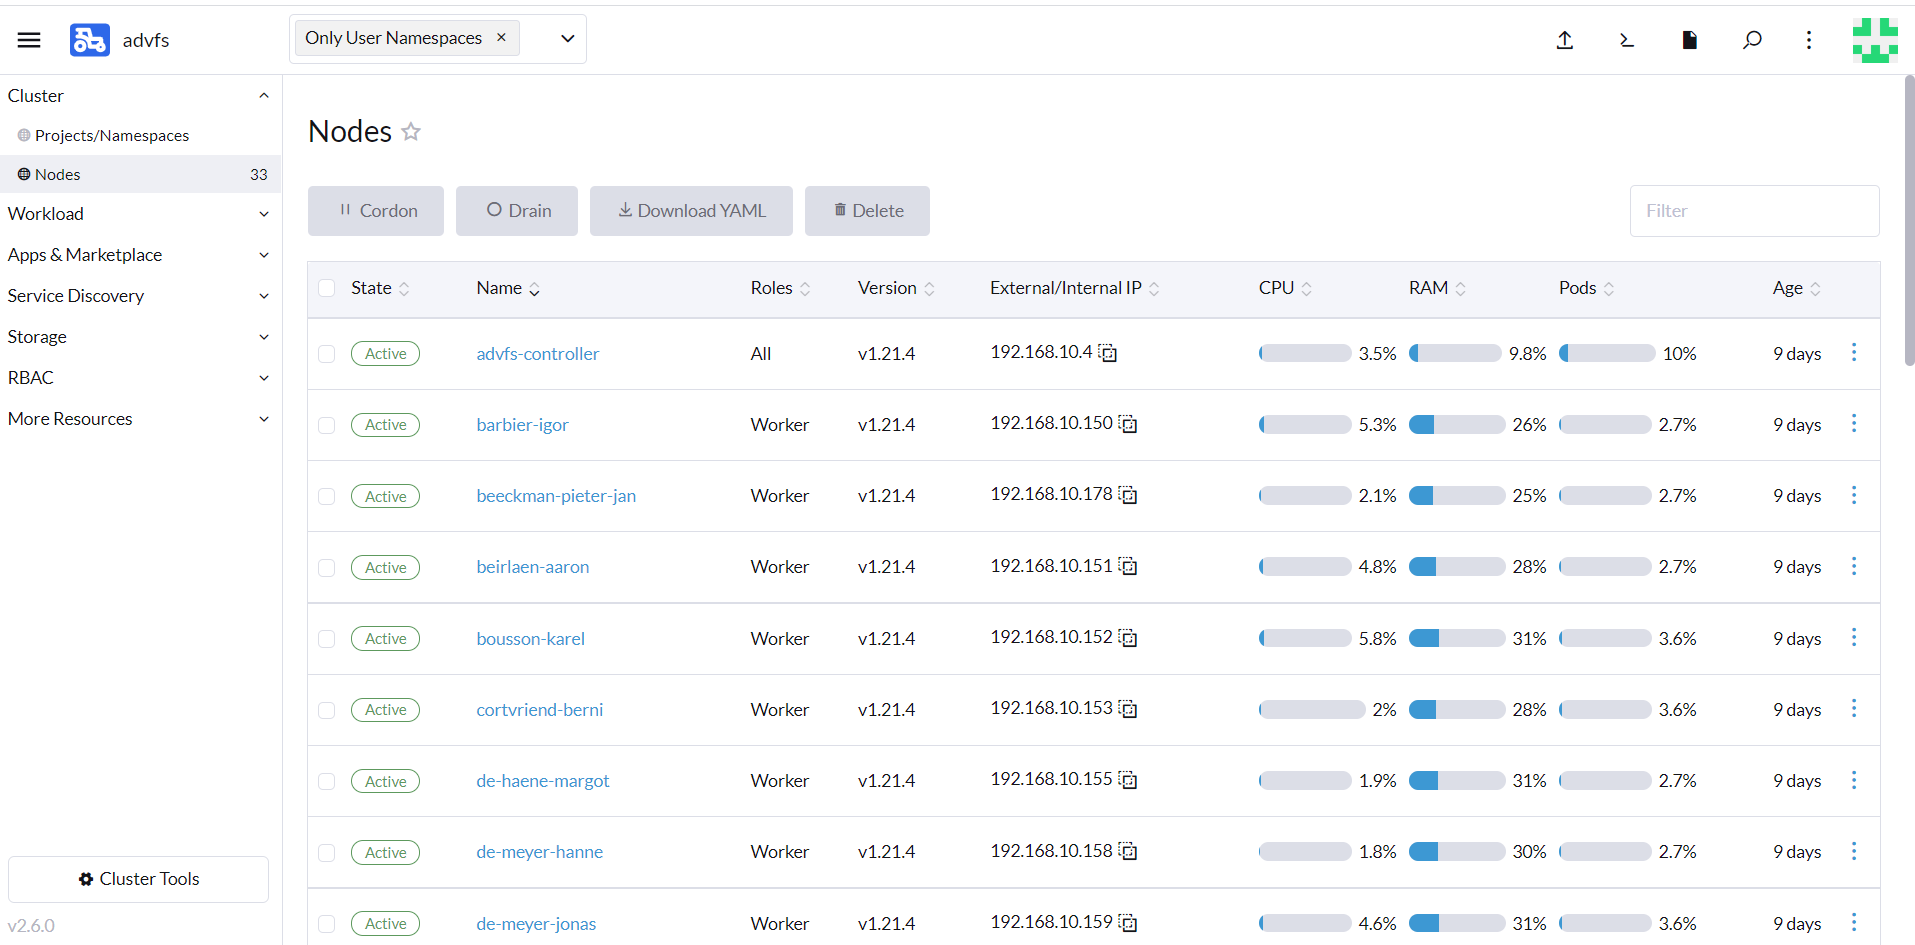 advfs
Only User Namespaces ×
Cluster
Projects/Namespaces
Nodes 33
Workload
Apps & Marketplace
Service Discovery
Storage
RBAC
More Resources
Cluster Tools
v2.6.0
Nodes
Cordon Drain Download YAML Delete Filter
State Name Roles Version External/Internal IP CPU RAM Pods Age
Active advfs-controller All v1.21.4 192.168.10.4 3.5% 9.8% 10% 9 days
Active barbier-igor Worker v1.21.4 192.168.10.150 5.3% 26% 2.7% 9 days
Active beeckman-pieter-jan Worker v1.21.4 192.168.10.178 2.1% 25% 2.7% 9 days
Active beirlaen-aaron Worker v1.21.4 192.168.10.151 4.8% 28% 2.7% 9 days
Active bousson-karel Worker v1.21.4 192.168.10.152 5.8% 31% 3.6% 9 days
Active cortvriend-berni Worker v1.21.4 192.168.10.153 2% 28% 3.6% 9 days
Active de-haene-margot Worker v1.21.4 192.168.10.155 1.9% 31% 2.7% 9 days
Active de-meyer-hanne Worker v1.21.4 192.168.10.158 1.8% 30% 2.7% 9 days
Active de-meyer-jonas Worker v1.21.4 192.168.10.159 4.6% 31% 3.6% 9 days